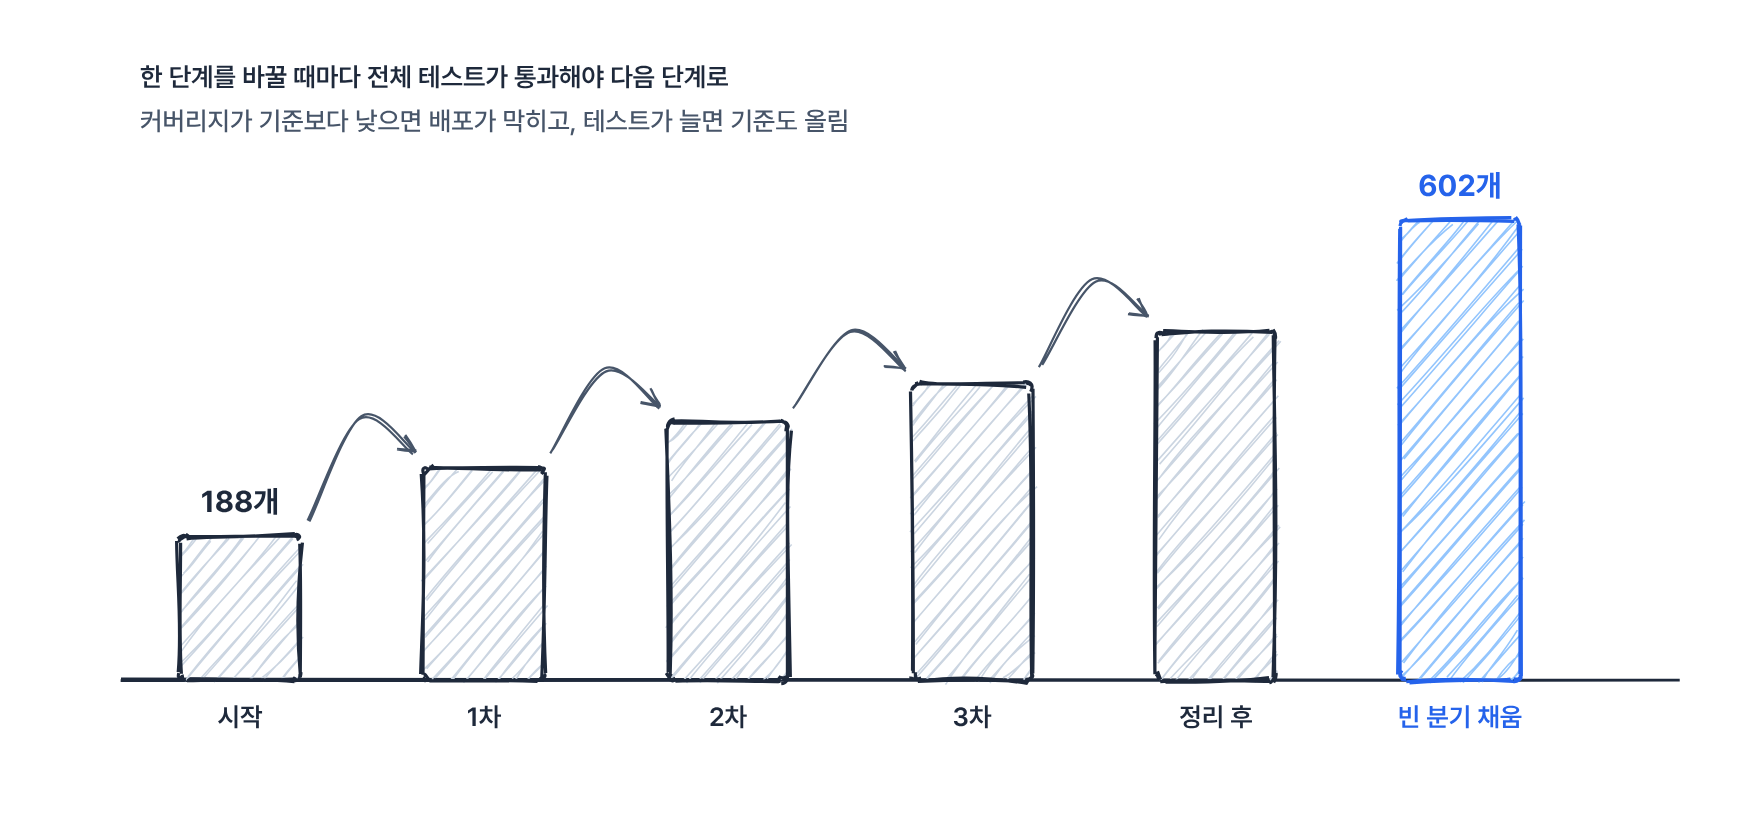 한 단계를 바꿀 때마다 전체 테스트가 통과해야 다음 단계로
커버리지가 기준보다 낮으면 배포가 막히고, 테스트가 늘면 기준도 올림
602개
188개
시작
1차
2차
3차
정리 후
빈 분기 채움